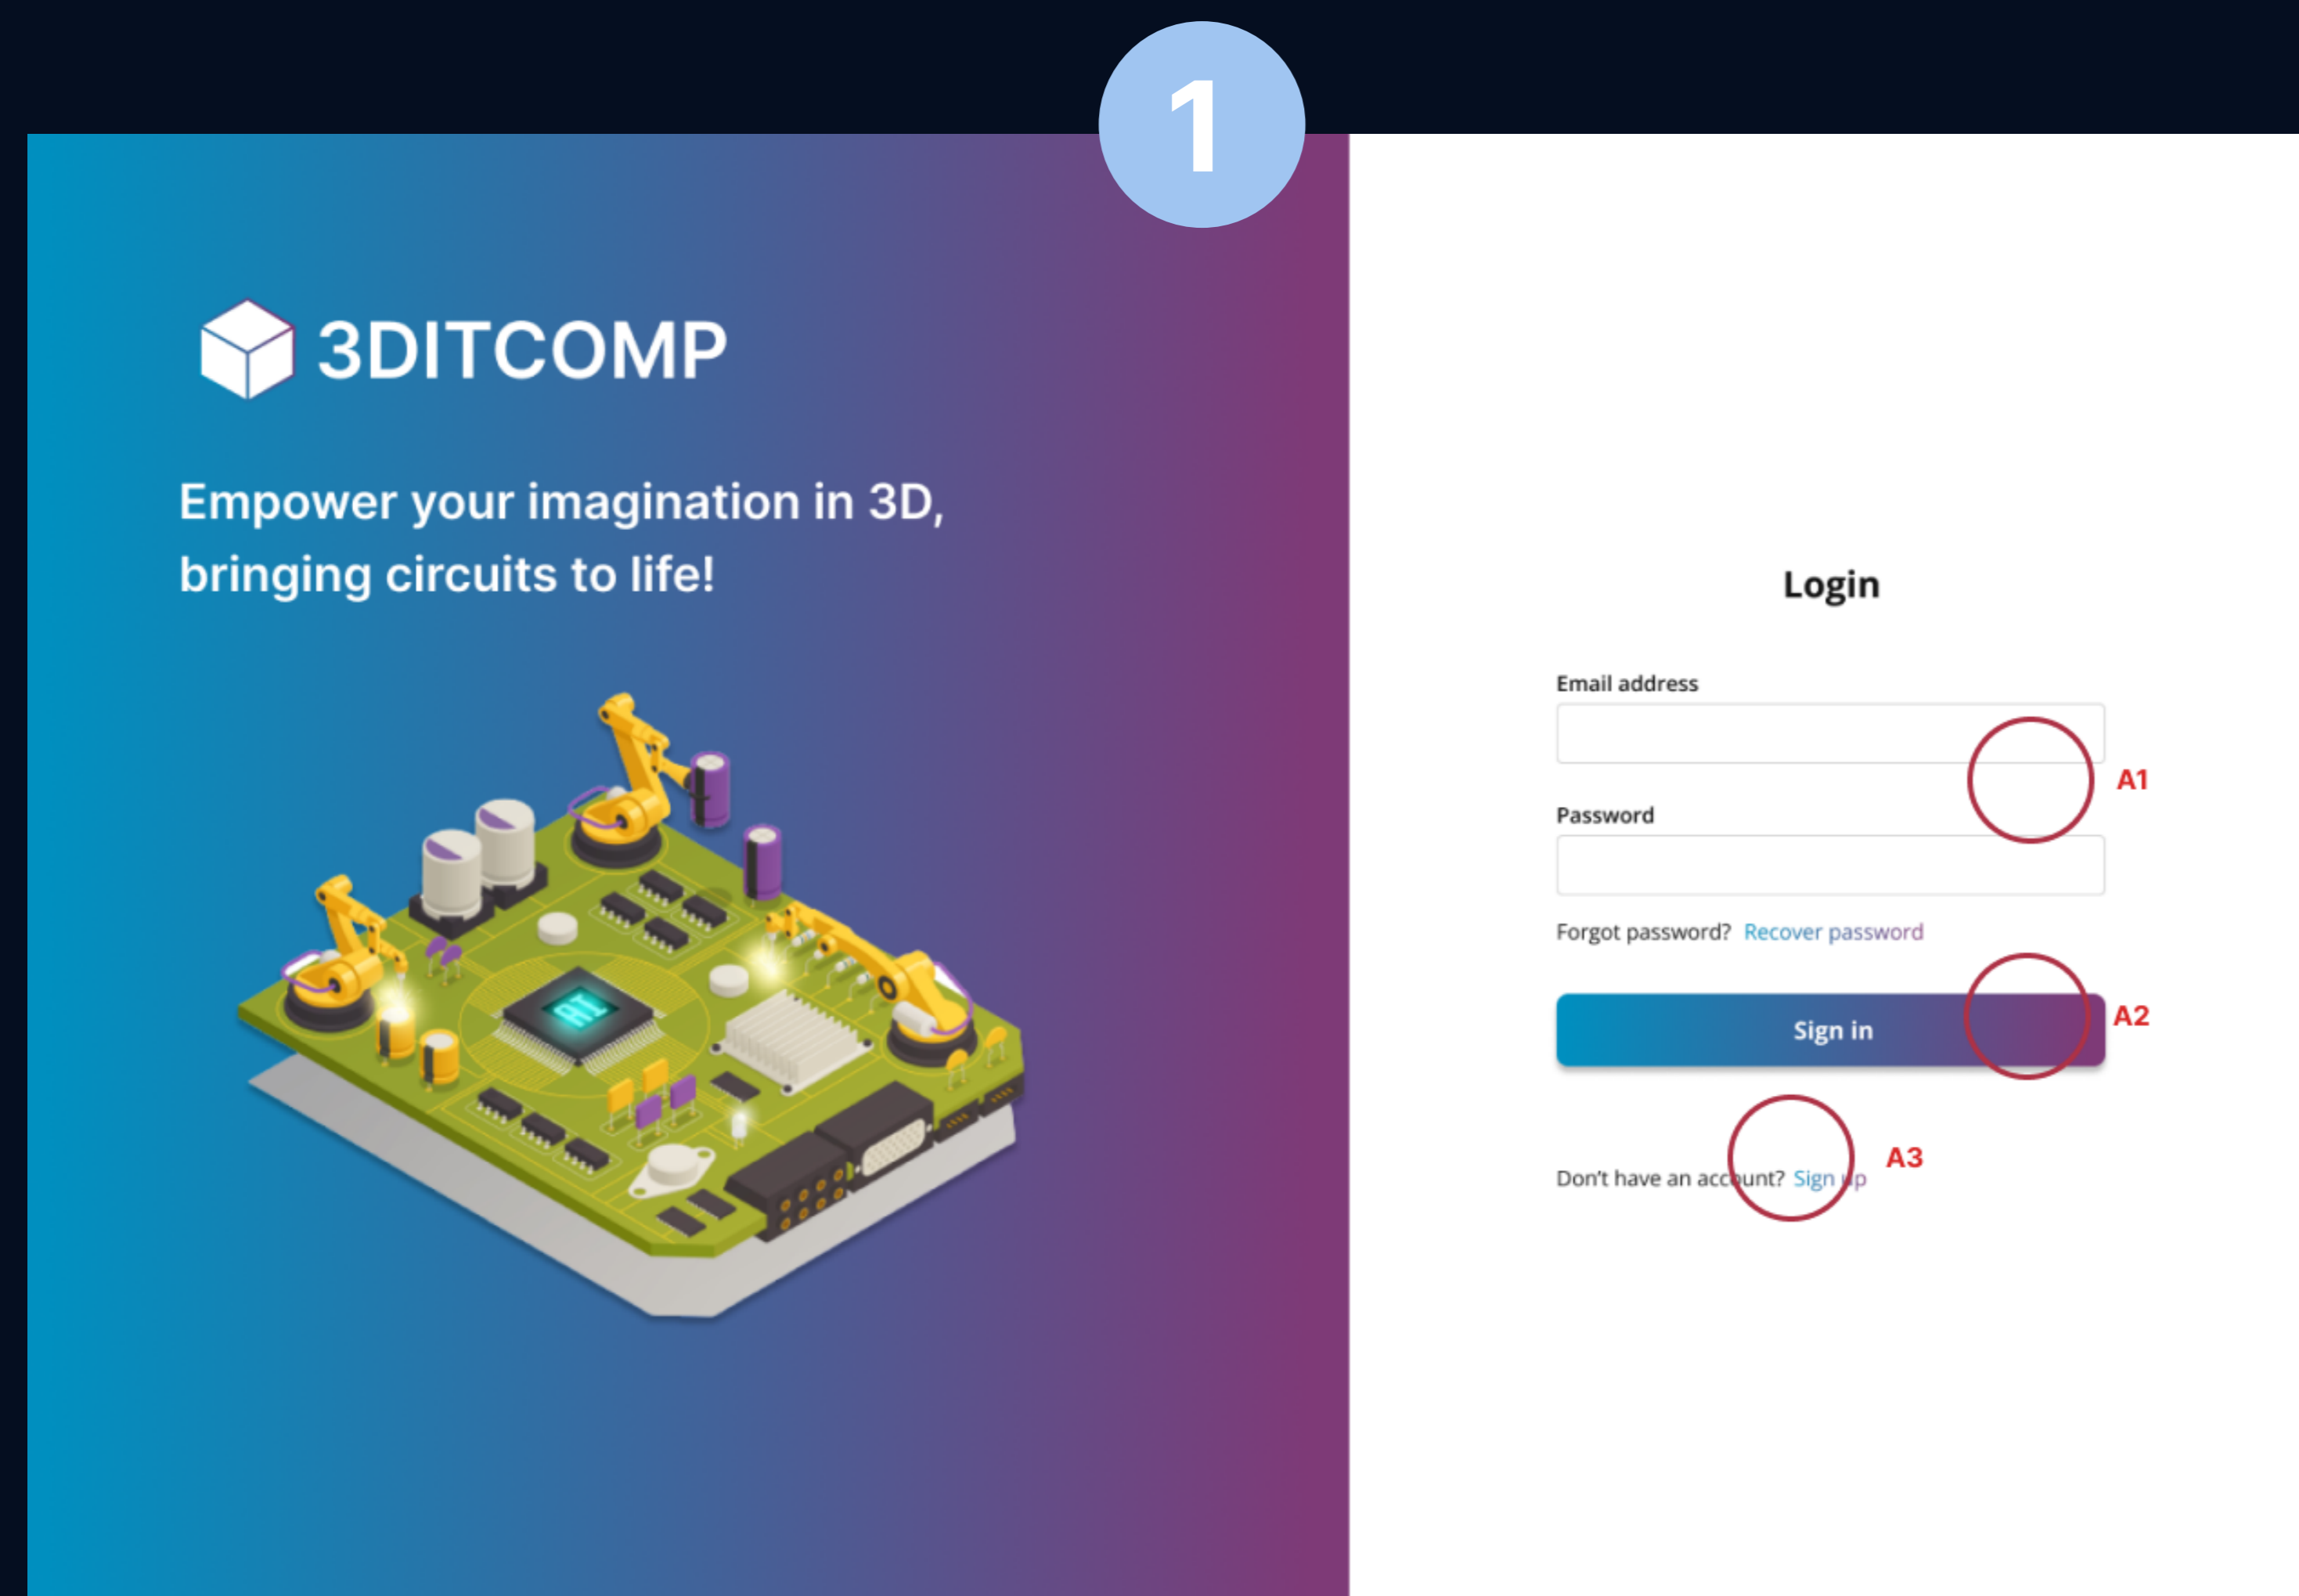 1
3DITCOMP
Empower your imagination in 3D,
bringing circuits to life!
AI
Login
Email address
A1
Password
Forgot password? Recover password
Sign in
A2
A3
Don't have an account? Sign up